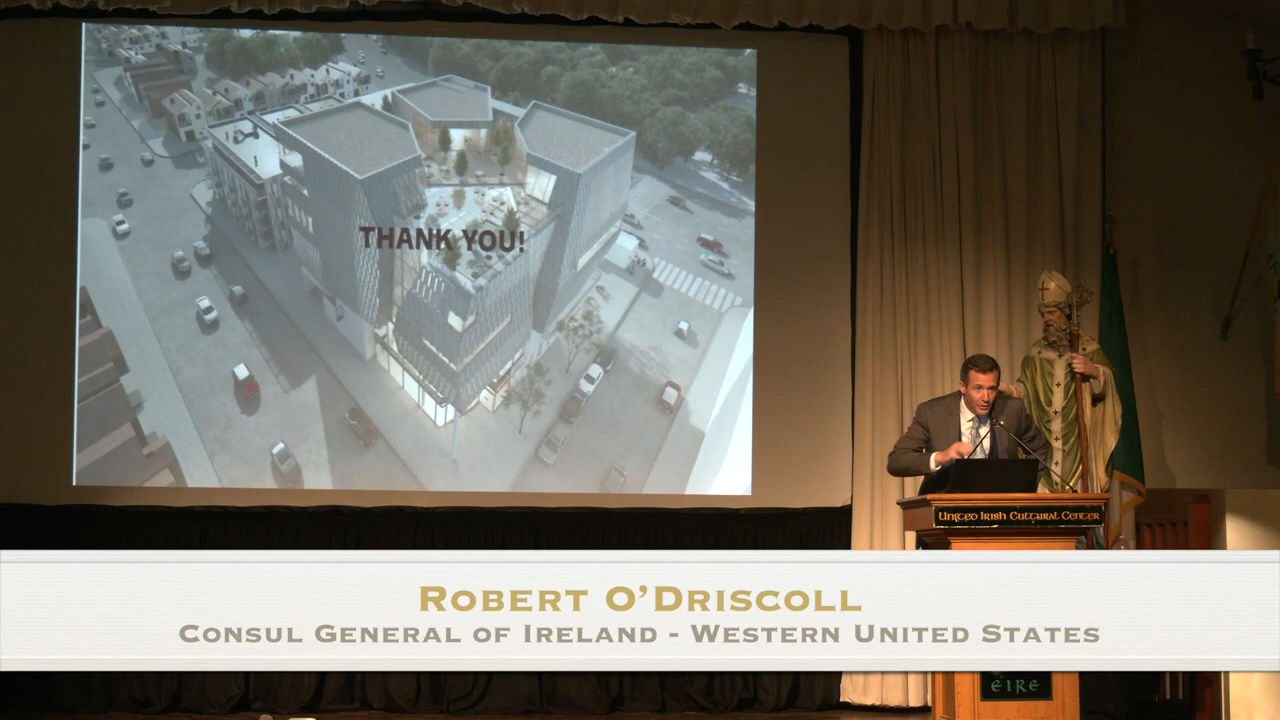 THANK YOU!
United Irish Cultural Center
Robert O'Driscoll
Consul General of Ireland - Western United States
ÉIRE